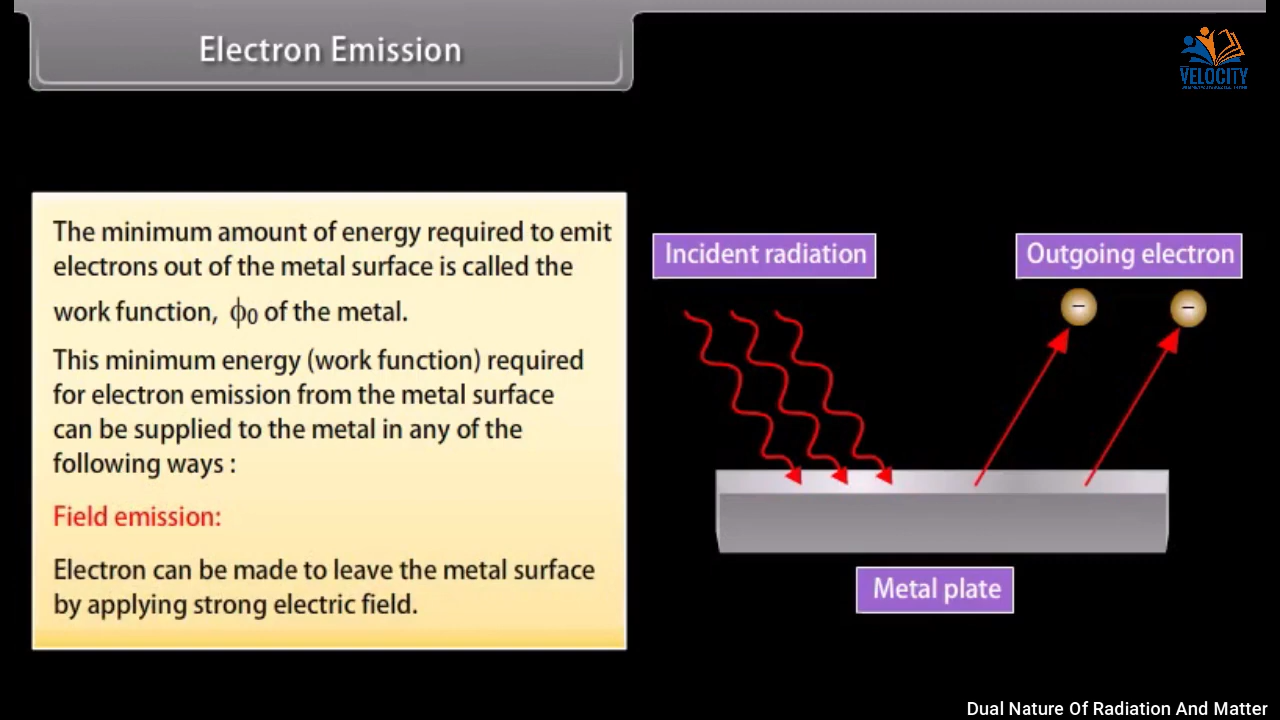 Electron Emission
VELOCITY
The minimum amount of energy required to emit
electrons out of the metal surface is called the
work function, ϕ₀ of the metal.
This minimum energy (work function) required
for electron emission from the metal surface
can be supplied to the metal in any of the
following ways :
Field emission:
Electron can be made to leave the metal surface
by applying strong electric field.
Incident radiation
Outgoing electron
−
−
Metal plate
Dual Nature Of Radiation And Matter